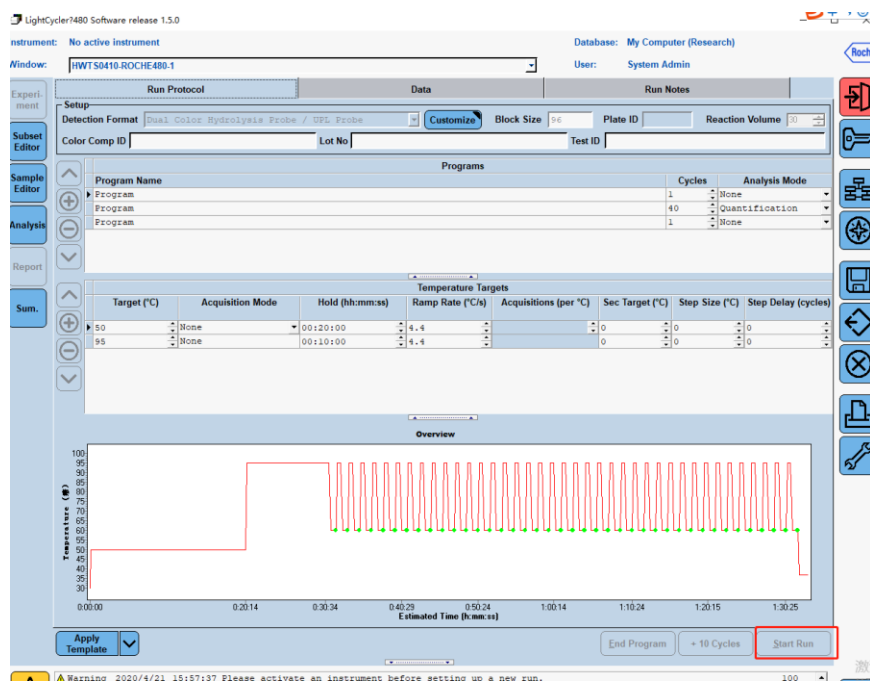 LightCycler?480 Software release 1.5.0
nstrument: No active instrument Database: My Computer (Research)
Window: HWTS0410-ROCHE480-1 User: System Admin
Roch
Run Protocol Data Run Notes
Experi-
ment
Subset
Editor
Sample
Editor
Analysis
Report
Sum.
Setup
Detection Format Dual Color Hydrolysis Probe / UPL Probe Customize Block Size 96 Plate ID Reaction Volume 20
Color Comp ID Lot No Test ID
Programs
Program Name Cycles Analysis Mode
Program 1 None
Program 40 Quantification
Program 1 None
Temperature Targets
Target (°C) Acquisition Mode Hold (hh:mm:ss) Ramp Rate (°C/s) Acquisitions (per °C) Sec Target (°C) Step Size (°C) Step Delay (cycles)
50 None 00:20:00 4.4 0 0 0
95 None 00:10:00 4.4 0 0 0
Overview
Temperature
100
95
90
85
80
75
70
65
60
55
50
45
40
35
30
0:00:00 0:20:14 0:30:34 0:40:29 0:50:24 1:00:14 1:10:24 1:20:15 1:30:25
Estimated Time (h:mm:ss)
Apply
Template
End Program + 10 Cycles Start Run
Warning 2020/4/21 15:57:37 Please activate an instrument before setting up a new run. 100